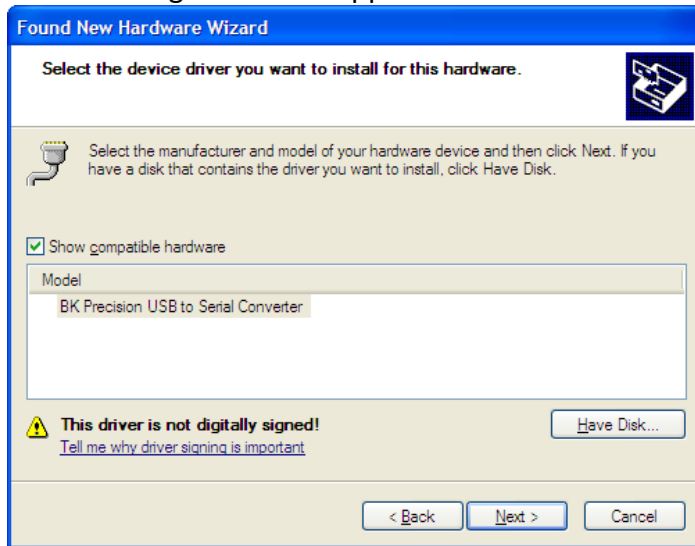 Found New Hardware Wizard
Select the device driver you want to install for this hardware.
Select the manufacturer and model of your hardware device and then click Next. If you
have a disk that contains the driver you want to install, click Have Disk.
Show compatible hardware
Model
BK Precision USB to Serial Converter
This driver is not digitally signed!
Have Disk...
Tell me why driver signing is important
< Back
Next >
Cancel